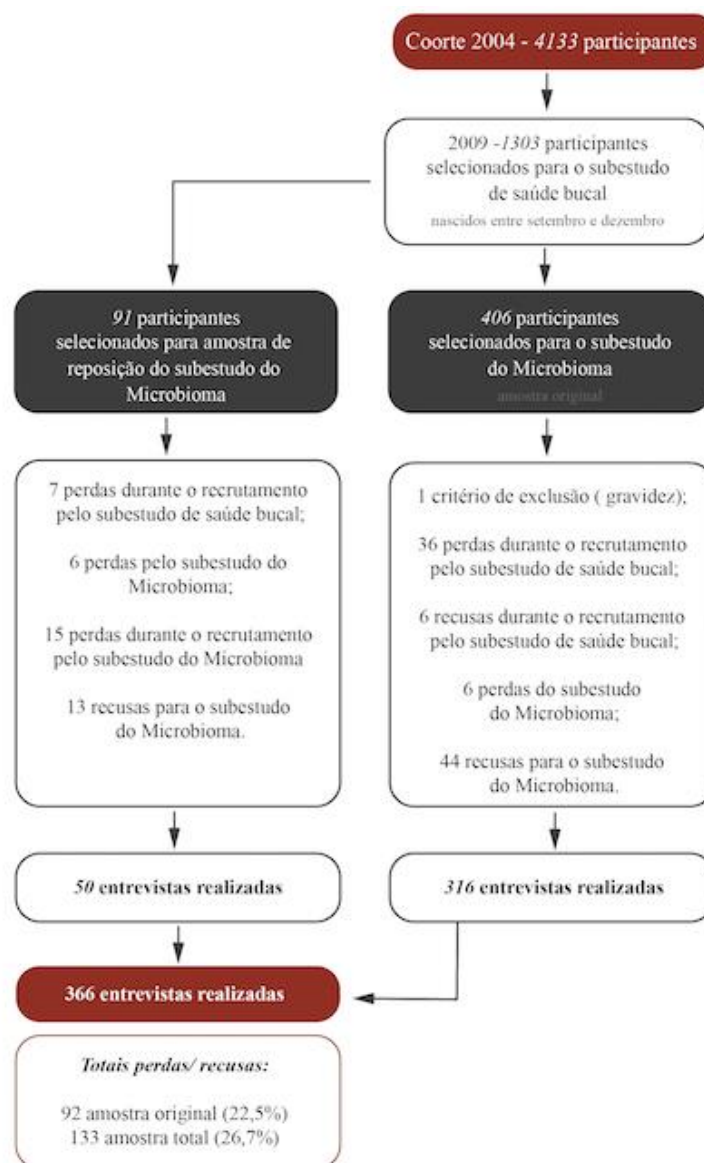 Coorte 2004 - 4133 participantes
2009 -1303 participantes
selecionados para o subestudo
de saúde bucal
nascidos entre setembro e dezembro
91 participantes
selecionados para amostra de
reposição do subestudo do
Microbioma
406 participantes
selecionados para o subestudo
do Microbioma
amostra original
7 perdas durante o recrutamento
pelo subestudo de saúde bucal;
6 perdas pelo subestudo do
Microbioma;
15 perdas durante o recrutamento
pelo subestudo do Microbioma
13 recusas para o subestudo
do Microbioma.
1 critério de exclusão ( gravidez);
36 perdas durante o recrutamento
pelo subestudo de saúde bucal;
6 recusas durante o recrutamento
pelo subestudo de saúde bucal;
6 perdas do subestudo
do Microbioma;
44 recusas para o subestudo
do Microbioma.
50 entrevistas realizadas
316 entrevistas realizadas
366 entrevistas realizadas
Totais perdas/ recusas:
92 amostra original (22,5%)
133 amostra total (26,7%)